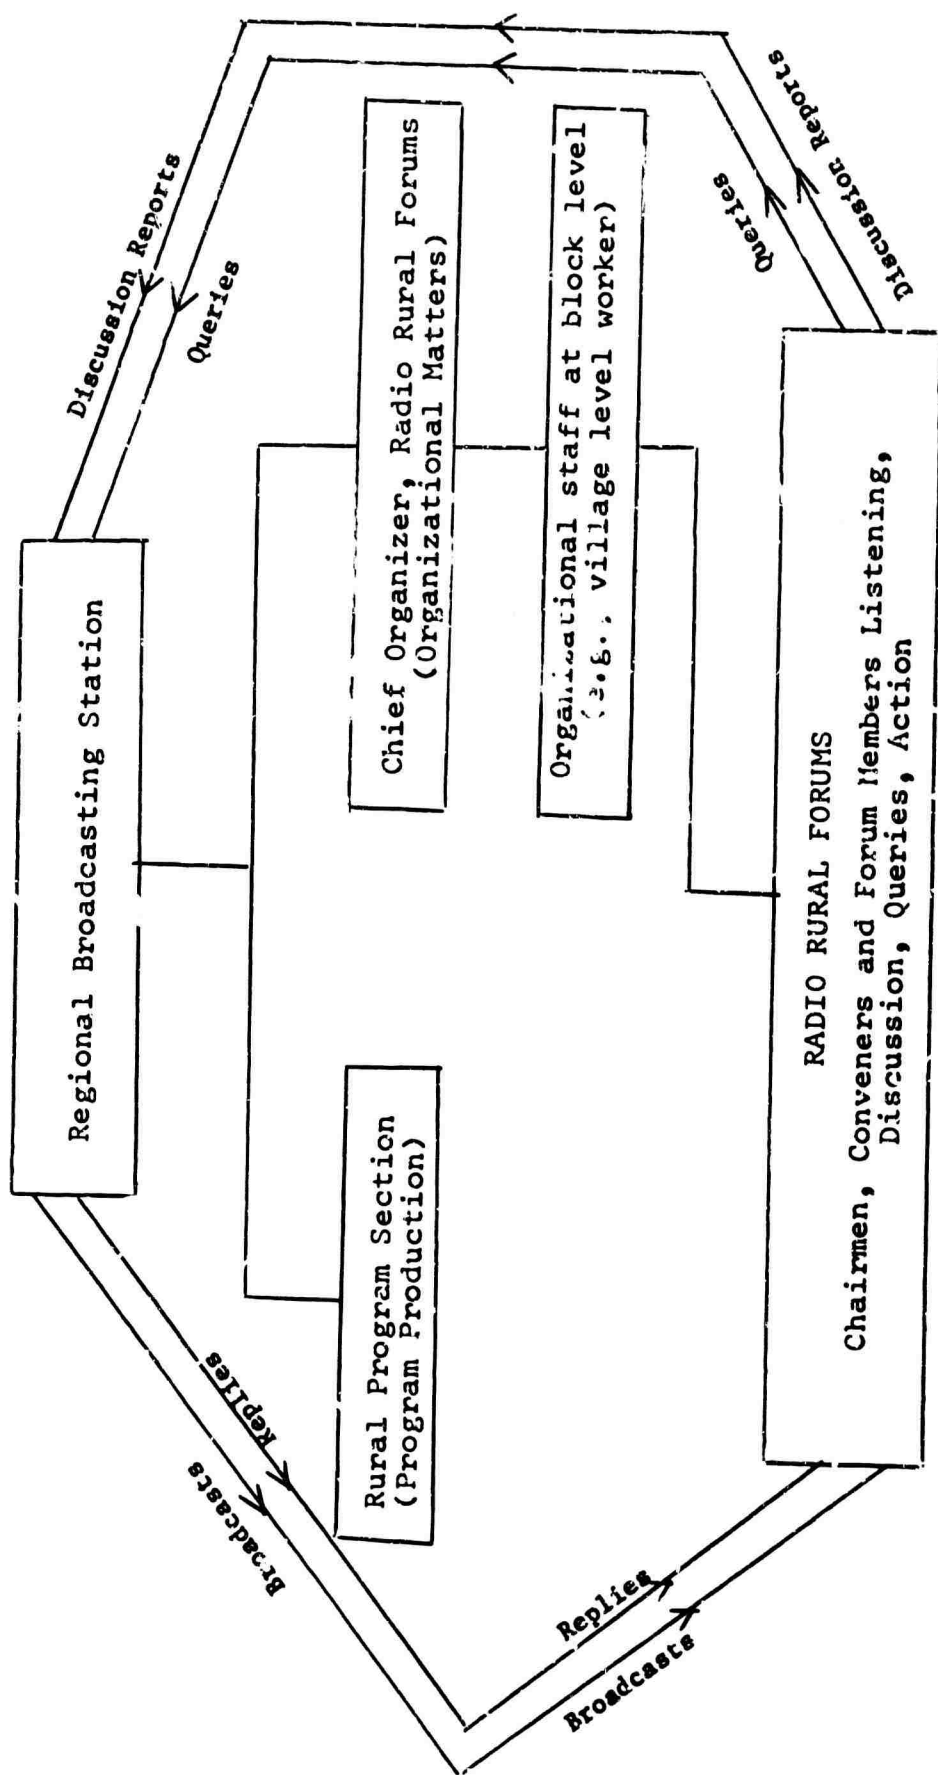 Regional Broadcasting Station
Discussion Reports
Queries
Replies
Broadcasts
Rural Program Section
(Program Production)
Chief Organizer, Radio Rural Forums
(Organizational Matters)
Organizational staff at block level
(e.g., village level worker)
Replies
Broadcasts
Queries
Discussion Reports
RADIO RURAL FORUMS
Chairmen, Conveners and Forum Members Listening,
Discussion, Queries, Action